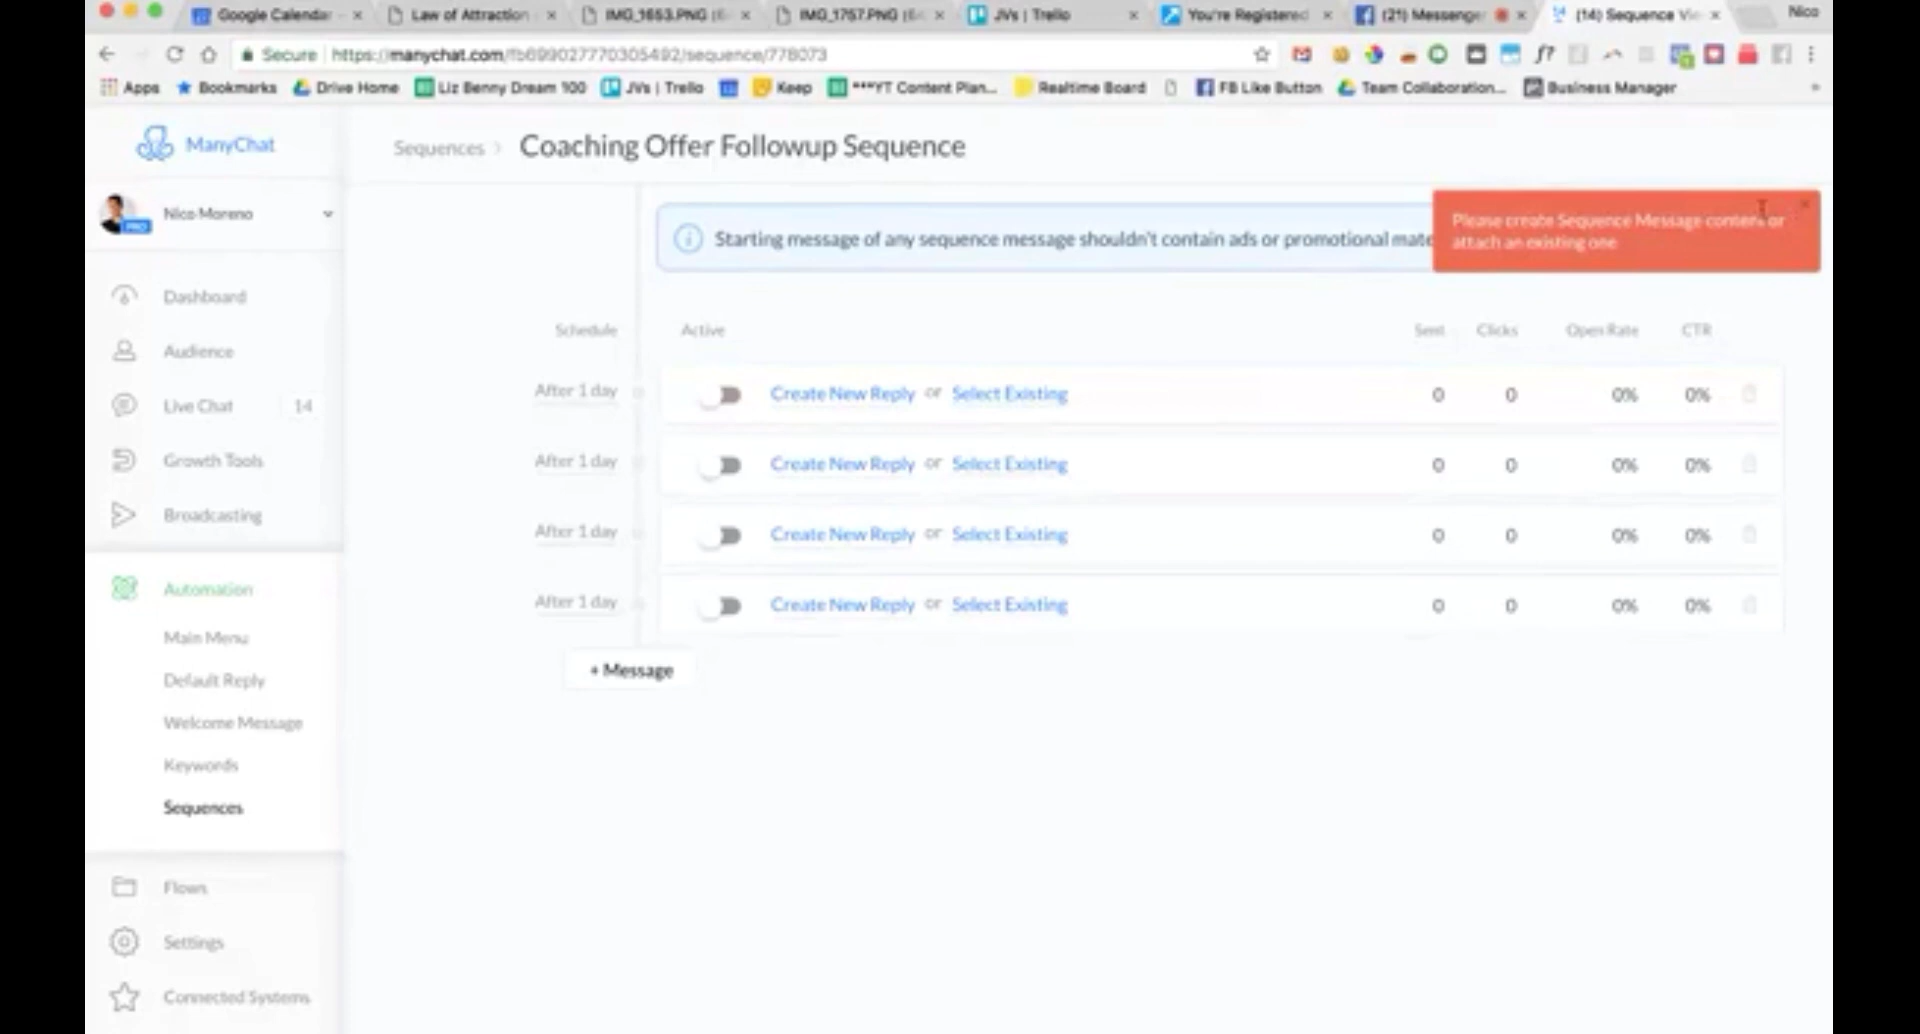 Google Calendar
Law of Attraction
IMG_1653.PNG
IMG_1757.PNG
JVs | Trello
You're Registered
(21) Messenge
(14) Sequence Vie
Nico
Secure
Apps
Bookmarks
Drive Home
Liz Benny Dream 100
JVs | Trello
Keep
***YT Content Plan...
Realtime Board
FB Like Button
Team Collaboration...
Business Manager
»
ManyChat
Sequences > Coaching Offer Followup Sequence
Nico Moreno
PRO
Starting message of any sequence message shouldn't contain ads or promotional mate
Please create Sequence Message content or
attach an existing one
Dashboard
Audience
Live Chat 14
Growth Tools
Broadcasting
Automation
Main Menu
Default Reply
Welcome Message
Keywords
Sequences
Flows
Settings
Connected Systems
Schedule Active Sent Clicks Open Rate CTR
After 1 day Create New Reply or Select Existing 0 0 0% 0%
After 1 day Create New Reply or Select Existing 0 0 0% 0%
After 1 day Create New Reply or Select Existing 0 0 0% 0%
After 1 day Create New Reply or Select Existing 0 0 0% 0%
+ Message